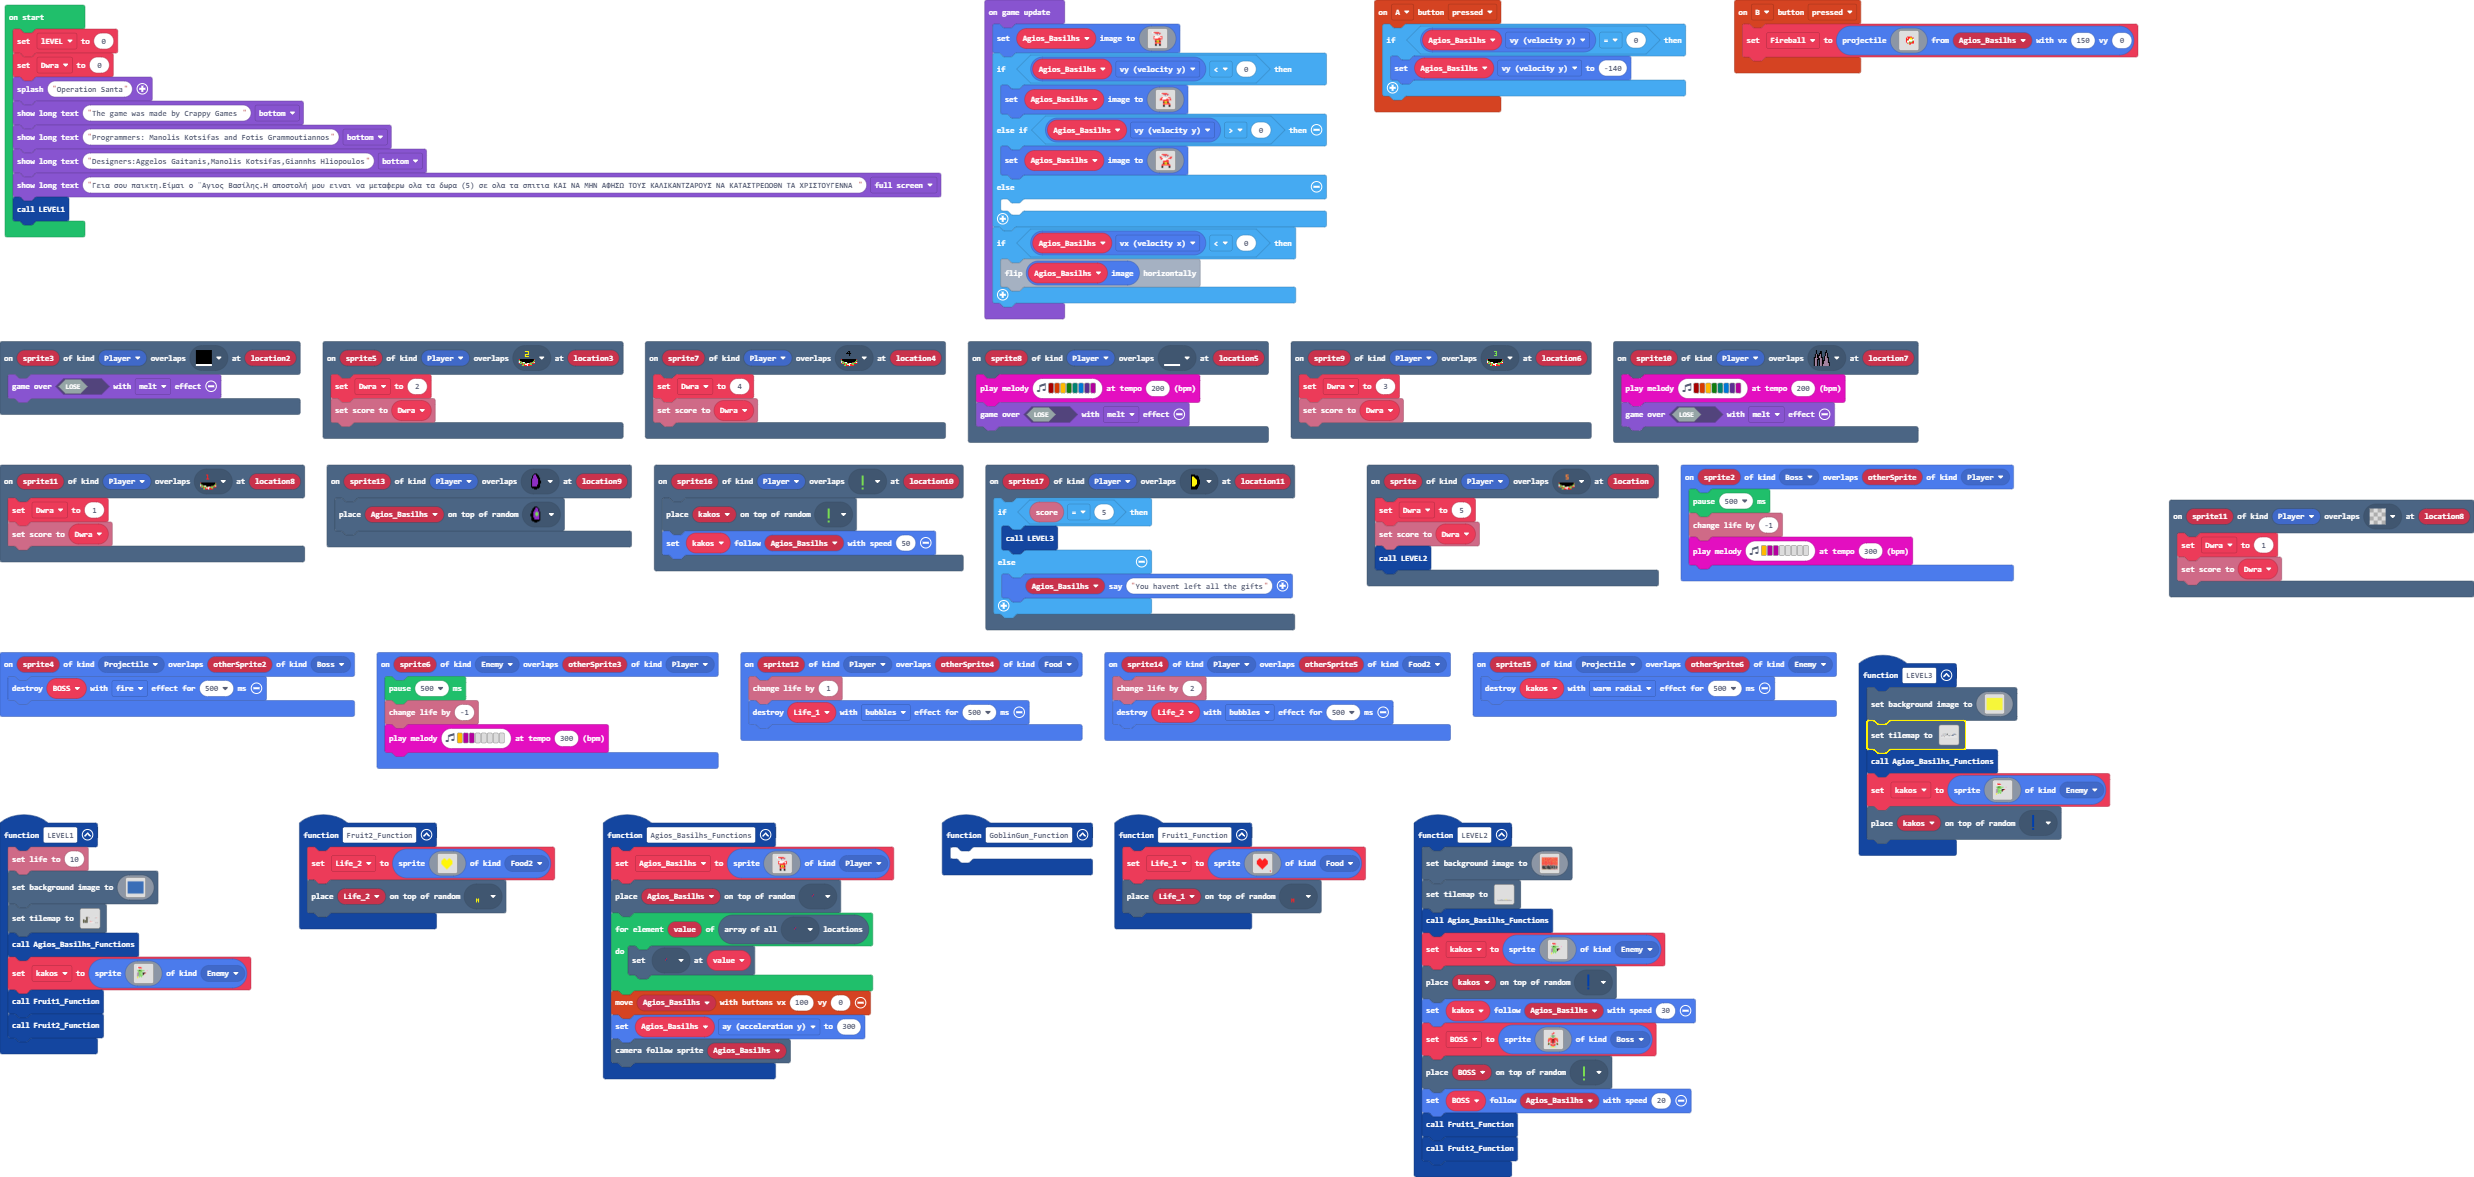 on start
set lEVEL to 0
set Dwra to 0
splash "Operation Santa"
show long text "The game was made by Crappy Games " bottom
show long text "Programmers: Manolis Kotsifas and Fotis Grammoutiannos" bottom
show long text "Designers:Aggelos Gaitanis,Manolis Kotsifas,Giannhs Hliopoulos" bottom
show long text "Γεια σου παικτη.Είμαι ο ΄Αγιος Βασίλης.Η αποστολή μου ειναι να μεταφερω ολα τα δωρα (5) σε ολα τα σπιτια ΚΑΙ ΝΑ ΜΗΝ ΑΦΗΣΩ ΤΟΥΣ ΚΑΛΙΚΑΝΤΖΑΡΟΥΣ ΝΑ ΚΑΤΑΣΤΡΕΩΟΘΝ ΤΑ ΧΡΙΣΤΟΥΓΕΝΝΑ " full screen
call LEVEL1
on game update
set Agios_Basilhs image to
if Agios_Basilhs vy (velocity y) < 0 then
set Agios_Basilhs image to
else if Agios_Basilhs vy (velocity y) > 0 then
set Agios_Basilhs image to
else
if Agios_Basilhs vx (velocity x) < 0 then
flip Agios_Basilhs image horizontally
on A button pressed
if Agios_Basilhs vy (velocity y) = 0 then
set Agios_Basilhs vy (velocity y) to -140
on B button pressed
set Fireball to projectile from Agios_Basilhs with vx 150 vy 0
on sprite3 of kind Player overlaps at location2
game over LOSE with melt effect
on sprite5 of kind Player overlaps 2 at location3
set Dwra to 2
set score to Dwra
on sprite7 of kind Player overlaps 4 at location4
set Dwra to 4
set score to Dwra
on sprite8 of kind Player overlaps at location5
play melody at tempo 200 (bpm)
game over LOSE with melt effect
on sprite9 of kind Player overlaps 3 at location6
set Dwra to 3
set score to Dwra
on sprite10 of kind Player overlaps at location7
play melody at tempo 200 (bpm)
game over LOSE with melt effect
on sprite11 of kind Player overlaps at location8
set Dwra to 1
set score to Dwra
on sprite13 of kind Player overlaps at location9
place Agios_Basilhs on top of random
on sprite16 of kind Player overlaps at location10
place kakos on top of random
set kakos follow Agios_Basilhs with speed 50
on sprite17 of kind Player overlaps at location11
if score = 5 then
call LEVEL3
else
Agios_Basilhs say "You havent left all the gifts"
on sprite of kind Player overlaps at location
set Dwra to 5
set score to Dwra
call LEVEL2
on sprite2 of kind Boss overlaps otherSprite of kind Player
pause 500 ms
change life by -1
play melody at tempo 300 (bpm)
on sprite11 of kind Player overlaps at location8
set Dwra to 1
set score to Dwra
on sprite4 of kind Projectile overlaps otherSprite2 of kind Boss
destroy BOSS with fire effect for 500 ms
on sprite6 of kind Enemy overlaps otherSprite3 of kind Player
pause 500 ms
change life by -1
play melody at tempo 300 (bpm)
on sprite12 of kind Player overlaps otherSprite4 of kind Food
change life by 1
destroy Life_1 with bubbles effect for 500 ms
on sprite14 of kind Player overlaps otherSprite5 of kind Food2
change life by 2
destroy Life_2 with bubbles effect for 500 ms
on sprite15 of kind Projectile overlaps otherSprite6 of kind Enemy
destroy kakos with warm radial effect for 500 ms
function LEVEL3
set background image to
set tilemap to
call Agios_Basilhs_Functions
set kakos to sprite of kind Enemy
place kakos on top of random
function LEVEL1
set life to 10
set background image to
set tilemap to
call Agios_Basilhs_Functions
set kakos to sprite of kind Enemy
call Fruit1_Function
call Fruit2_Function
function Fruit2_Function
set Life_2 to sprite of kind Food2
place Life_2 on top of random
function Agios_Basilhs_Functions
set Agios_Basilhs to sprite of kind Player
place Agios_Basilhs on top of random
for element value of array of all locations
do
set at value
move Agios_Basilhs with buttons vx 100 vy 0
set Agios_Basilhs ay (acceleration y) to 300
camera follow sprite Agios_Basilhs
function GoblinGun_Function
function Fruit1_Function
set Life_1 to sprite of kind Food
place Life_1 on top of random
function LEVEL2
set background image to
set tilemap to
call Agios_Basilhs_Functions
set kakos to sprite of kind Enemy
place kakos on top of random
set kakos follow Agios_Basilhs with speed 30
set BOSS to sprite of kind Boss
place BOSS on top of random
set BOSS follow Agios_Basilhs with speed 20
call Fruit1_Function
call Fruit2_Function